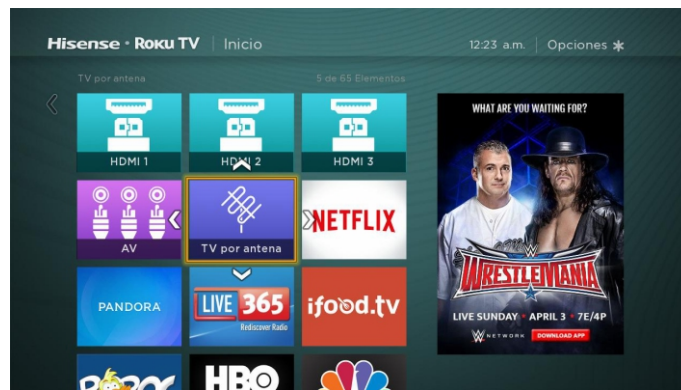 Hisense • Roku TV | Inicio
12:23 a.m. | Opciones *
TV por antena
5 de 65 Elementos
HDMI 1
HDMI 2
HDMI 3
AV
TV por antena
NETFLIX
PANDORA
LIVE 365
Rediscover Radio
ifood.tv
HBO
WHAT ARE YOU WAITING FOR?
WRESTLEMANIA
LIVE SUNDAY • APRIL 3 • 7E/4P
W NETWORK
DOWNLOAD APP